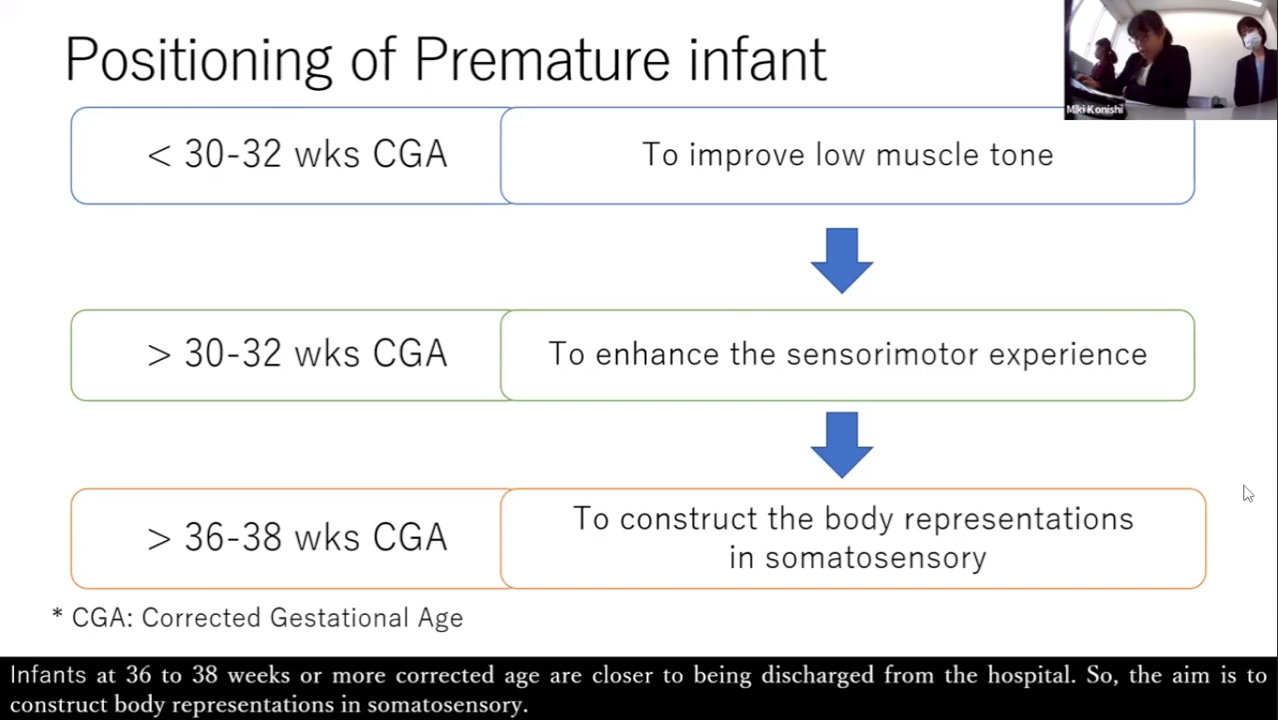 Positioning of Premature infant
Miki Konishi
< 30-32 wks CGA
To improve low muscle tone
> 30-32 wks CGA
To enhance the sensorimotor experience
> 36-38 wks CGA
To construct the body representations
in somatosensory
* CGA: Corrected Gestational Age
Infants at 36 to 38 weeks or more corrected age are closer to being discharged from the hospital. So, the aim is to
construct body representations in somatosensory.